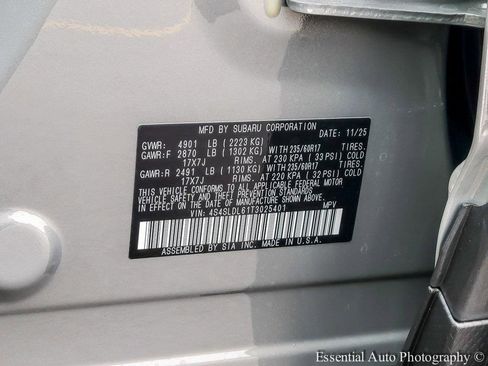 MFD BY SUBARU CORPORATION DATE: 11/25
GVWR: 4901 LB ( 2223 KG)
GAWR:F 2870 LB ( 1302 KG) WITH 235/60R17 TIRES.
17X7J RIMS. AT 230 KPA ( 33 PSI) COLD
GAWR:R 2491 LB ( 1130 KG) WITH 235/60R17 TIRES.
17X7J RIMS. AT 220 KPA ( 32 PSI) COLD
THIS VEHICLE CONFORMS TO ALL APPLICABLE FEDERAL MOTOR
VEHICLE SAFETY AND THEFT PREVENTION STANDARDS IN EFFECT
ON THE DATE OF MANUFACTURE SHOWN ABOVE.
VIN: 4S4SLDL61T3025401 MPV
ASSEMBLED BY SIA INC. MADE IN U.S.A.
Essential Auto Photography ©